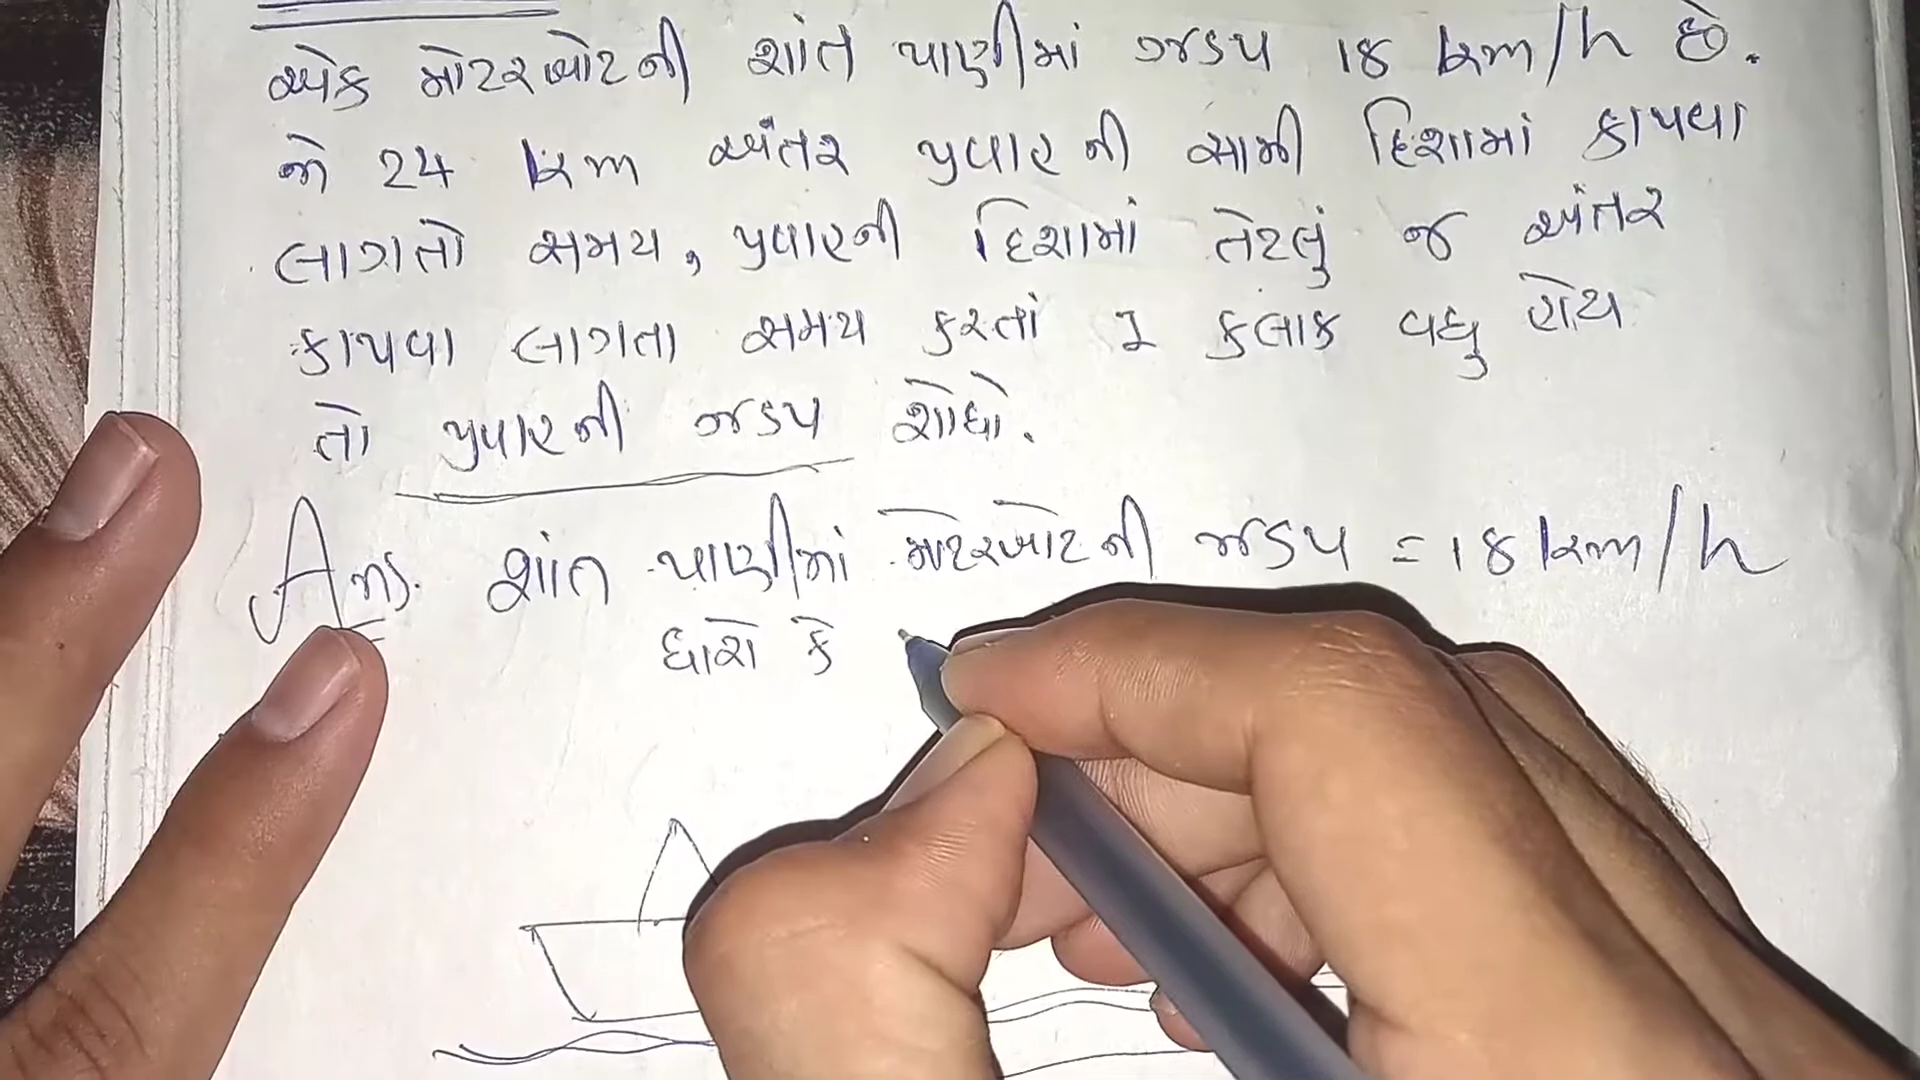 એક મોટરબોટની શાંત પાણીમાં ઝડપ 18 km/h છે.
જો 24 km અંતર પ્રવાહની સામી દિશામાં કાપવા
લાગતો સમય, પ્રવાહની દિશામાં તેટલું જ અંતર
કાપવા લાગતા સમય કરતાં 1 કલાક વધુ હોય
તો પ્રવાહની ઝડપ શોધો.
Ans. શાંત પાણીમાં મોટરબોટની ઝડપ = 18 km/h
ધારો કે